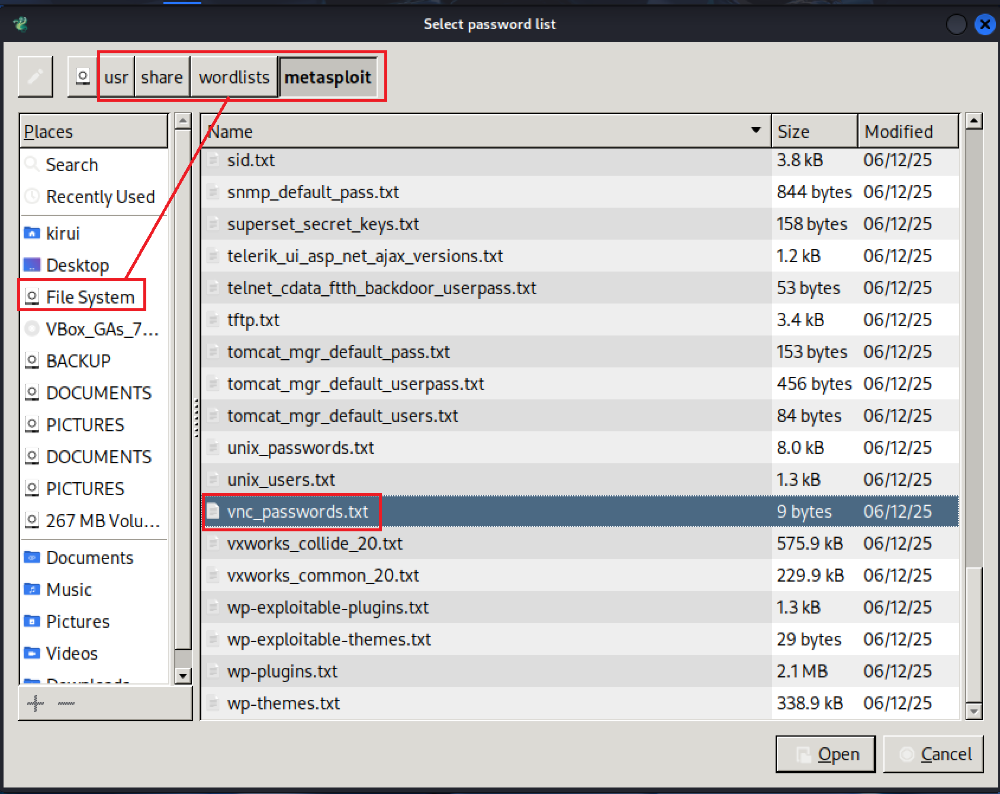 Select password list
usr share wordlists metasploit
Places
Search
Recently Used
kirui
Desktop
File System
VBox_GAs_7...
BACKUP
DOCUMENTS
PICTURES
DOCUMENTS
PICTURES
267 MB Volu...
Documents
Music
Pictures
Videos
Downloads
Name Size Modified
sid.txt 3.8 kB 06/12/25
snmp_default_pass.txt 844 bytes 06/12/25
superset_secret_keys.txt 158 bytes 06/12/25
telerik_ui_asp_net_ajax_versions.txt 1.2 kB 06/12/25
telnet_cdata_ftth_backdoor_userpass.txt 53 bytes 06/12/25
tftp.txt 3.4 kB 06/12/25
tomcat_mgr_default_pass.txt 153 bytes 06/12/25
tomcat_mgr_default_userpass.txt 456 bytes 06/12/25
tomcat_mgr_default_users.txt 84 bytes 06/12/25
unix_passwords.txt 8.0 kB 06/12/25
unix_users.txt 1.3 kB 06/12/25
vnc_passwords.txt 9 bytes 06/12/25
vxworks_collide_20.txt 575.9 kB 06/12/25
vxworks_common_20.txt 229.9 kB 06/12/25
wp-exploitable-plugins.txt 1.3 kB 06/12/25
wp-exploitable-themes.txt 29 bytes 06/12/25
wp-plugins.txt 2.1 MB 06/12/25
wp-themes.txt 338.9 kB 06/12/25
Open Cancel